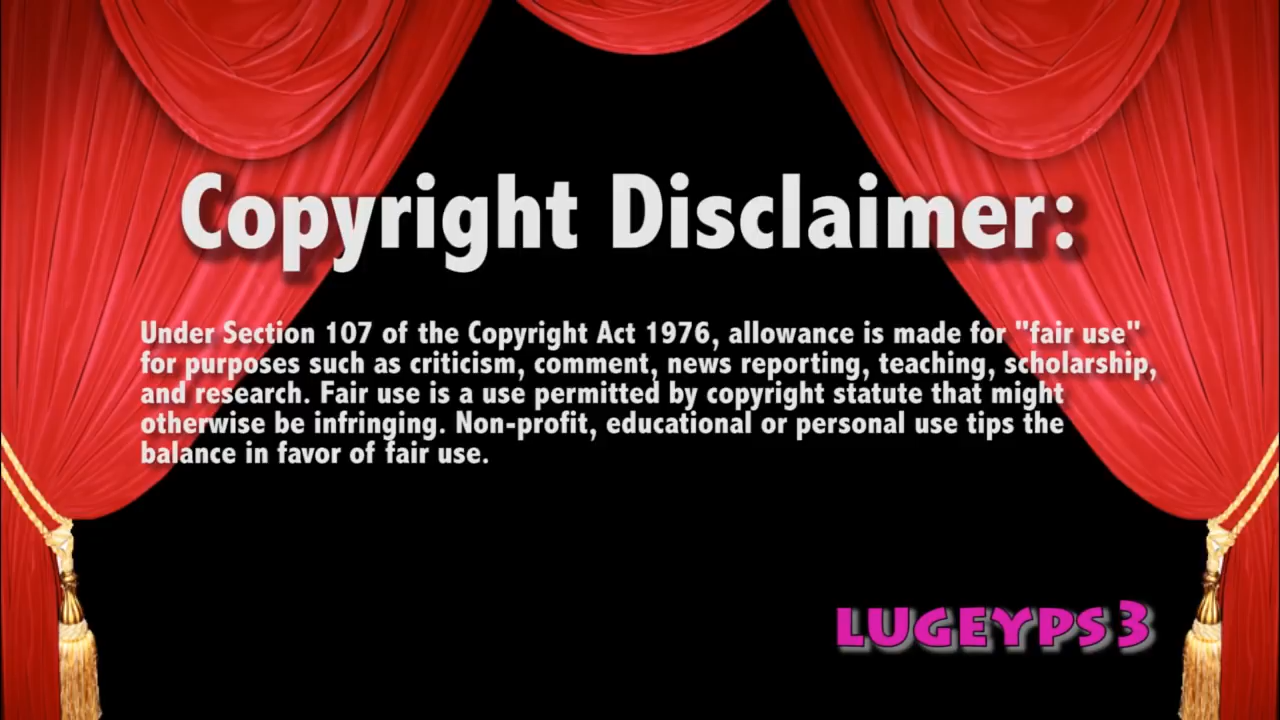 Copyright Disclaimer:
Under Section 107 of the Copyright Act 1976, allowance is made for "fair use"
for purposes such as criticism, comment, news reporting, teaching, scholarship,
and research. Fair use is a use permitted by copyright statute that might
otherwise be infringing. Non-profit, educational or personal use tips the
balance in favor of fair use.
LUGEYPS 3